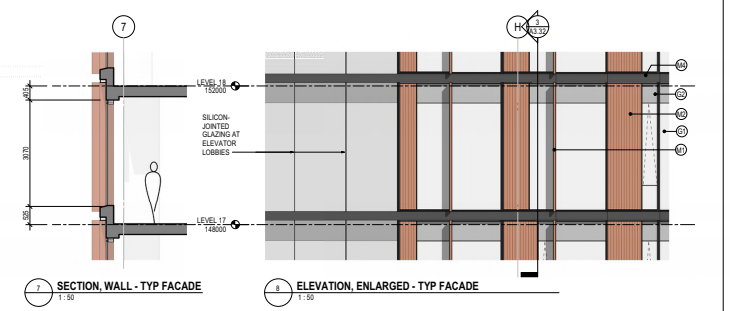 7
H
3
A3.32
LEVEL 18
152000
405
3070
525
SILICON-
JOINTED
GLAZING AT
ELEVATOR
LOBBIES
M4
G2
M2
G1
M1
LEVEL 17
148000
7
SECTION, WALL - TYP FACADE
1 : 50
8
ELEVATION, ENLARGED - TYP FACADE
1 : 50